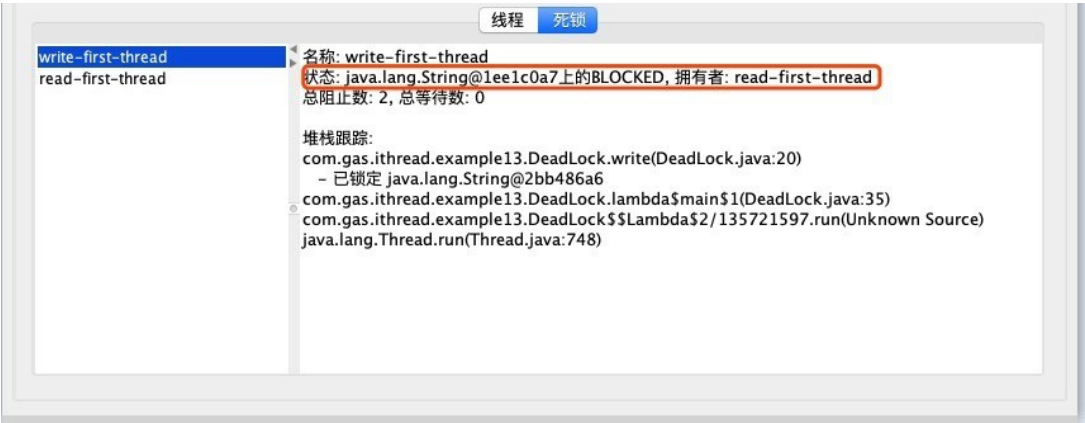 线程 死锁
write-first-thread
read-first-thread
名称: write-first-thread
状态: java.lang.String@1ee1c0a7上的BLOCKED, 拥有者: read-first-thread
总阻止数: 2, 总等待数: 0
堆栈跟踪:
com.gas.ithread.example13.DeadLock.write(DeadLock.java:20)
– 已锁定 java.lang.String@2bb486a6
com.gas.ithread.example13.DeadLock.lambda$main$1(DeadLock.java:35)
com.gas.ithread.example13.DeadLock$$Lambda$2/135721597.run(Unknown Source)
java.lang.Thread.run(Thread.java:748)